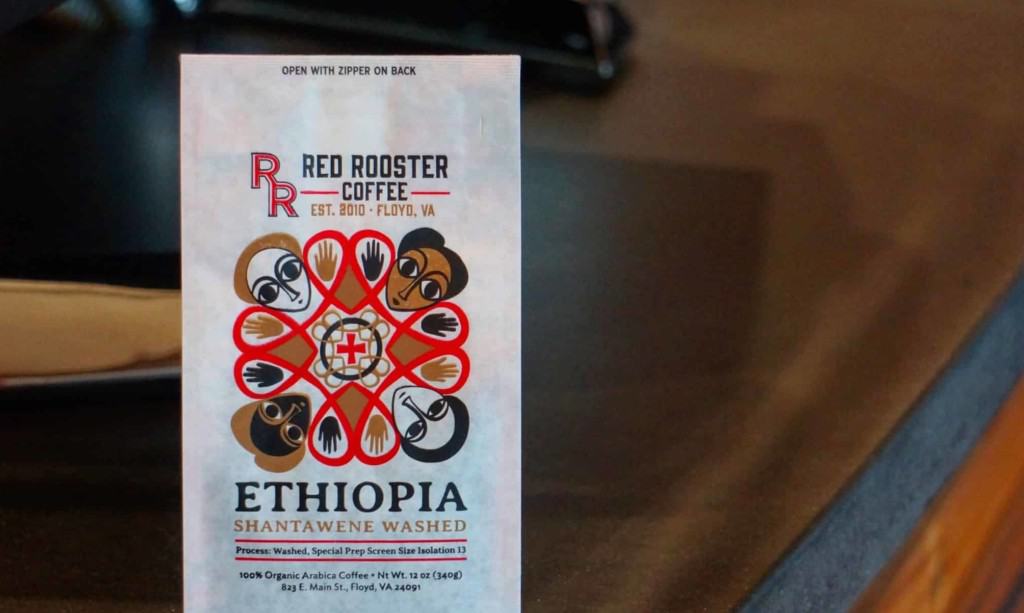 OPEN WITH ZIPPER ON BACK
RR
RED ROOSTER
COFFEE
EST. 2010 · FLOYD, VA
ETHIOPIA
SHANTAWENE WASHED
Process: Washed, Special Prep Screen Size Isolation 13
100% Organic Arabica Coffee • Nt Wt. 12 oz (340g)
823 E. Main St., Floyd, VA 24091